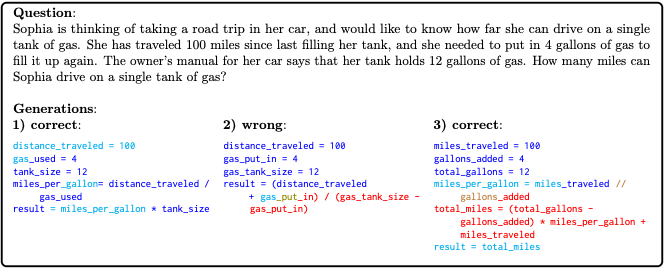 Question:
Sophia is thinking of taking a road trip in her car, and would like to know how far she can drive on a single
tank of gas. She has traveled 100 miles since last filling her tank, and she needed to put in 4 gallons of gas to
fill it up again. The owner's manual for her car says that her tank holds 12 gallons of gas. How many miles can
Sophia drive on a single tank of gas?
Generations:
1) correct:
distance_traveled = 100
gas_used = 4
tank_size = 12
miles_per_gallon= distance_traveled /
gas_used
result = miles_per_gallon * tank_size
2) wrong:
distance_traveled = 100
gas_put_in = 4
gas_tank_size = 12
result = (distance_traveled
+ gas_put_in) / (gas_tank_size -
gas_put_in)
3) correct:
miles_traveled = 100
gallons_added = 4
total_gallons = 12
miles_per_gallon = miles_traveled //
gallons_added
total_miles = (total_gallons -
gallons_added) * miles_per_gallon +
miles_traveled
result = total_miles